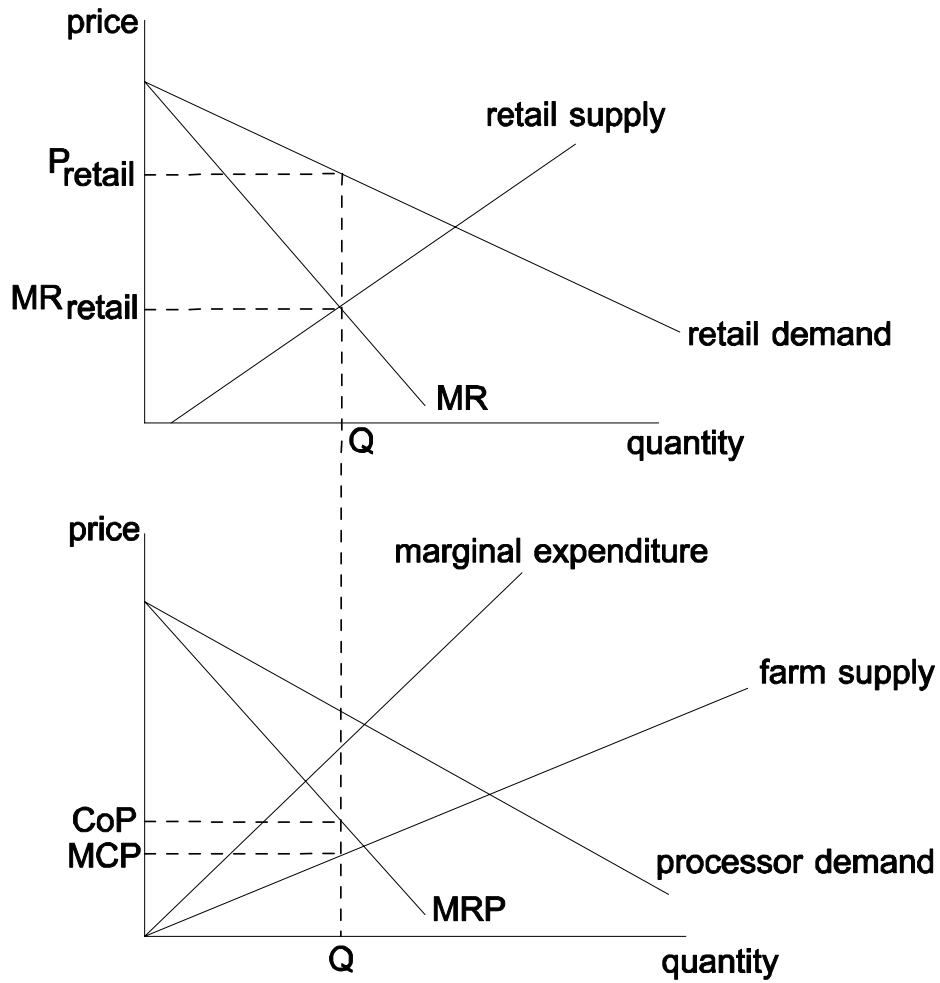 price
retail supply
Pretail
MRretail
retail demand
MR
Q
quantity
price
marginal expenditure
farm supply
CoP
MCP
processor demand
MRP
Q
quantity